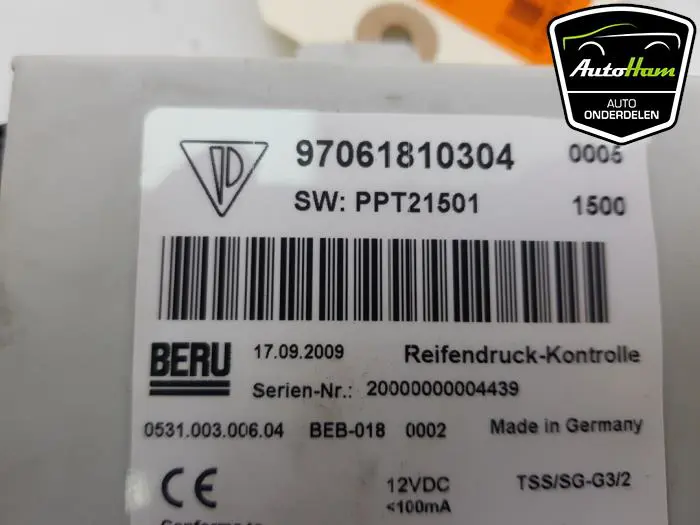 AutoHam
AUTO
ONDERDELEN
97061810304 0005
SW: PPT21501 1500
BERU 17.09.2009 Reifendruck-Kontrolle
Serien-Nr.: 20000000004439
0531.003.006.04 BEB-018 0002 Made in Germany
CE 12VDC TSS/SG-G3/2
<100mA